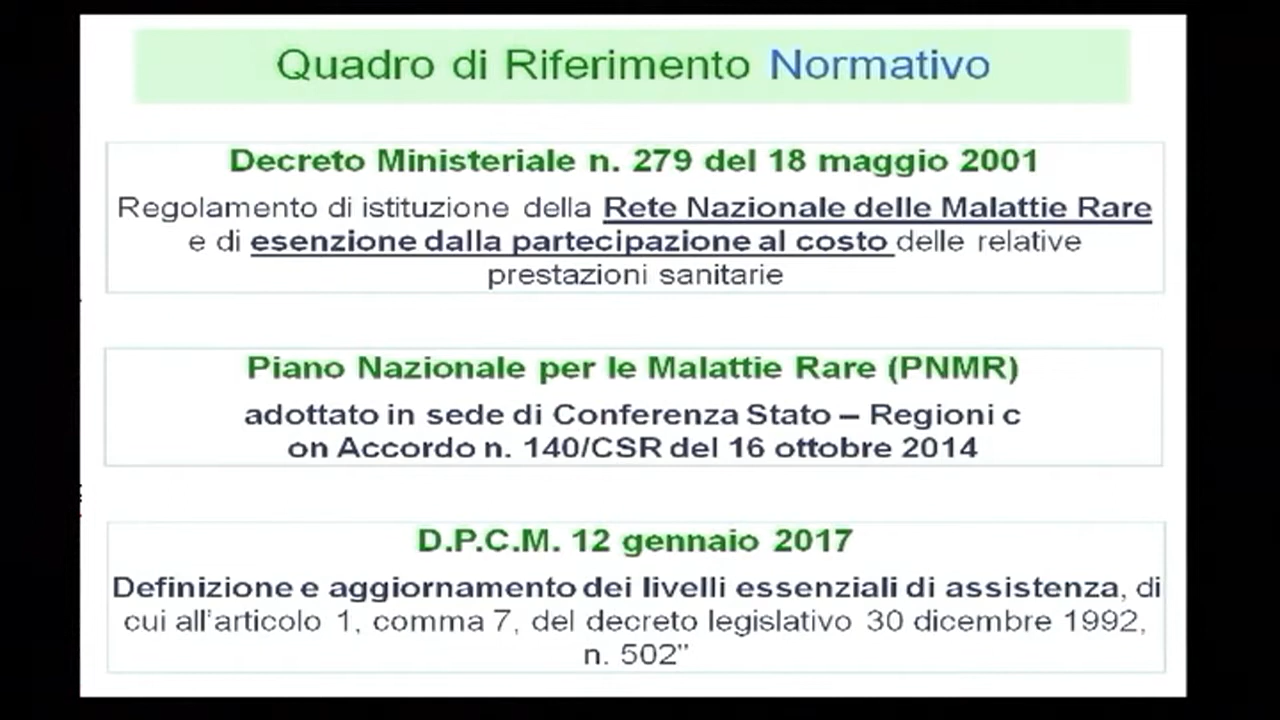 Quadro di Riferimento Normativo
Decreto Ministeriale n. 279 del 18 maggio 2001
Regolamento di istituzione della Rete Nazionale delle Malattie Rare
e di esenzione dalla partecipazione al costo delle relative
prestazioni sanitarie
Piano Nazionale per le Malattie Rare (PNMR)
adottato in sede di Conferenza Stato – Regioni c
on Accordo n. 140/CSR del 16 ottobre 2014
D.P.C.M. 12 gennaio 2017
Definizione e aggiornamento dei livelli essenziali di assistenza, di
cui all'articolo 1, comma 7, del decreto legislativo 30 dicembre 1992,
n. 502”